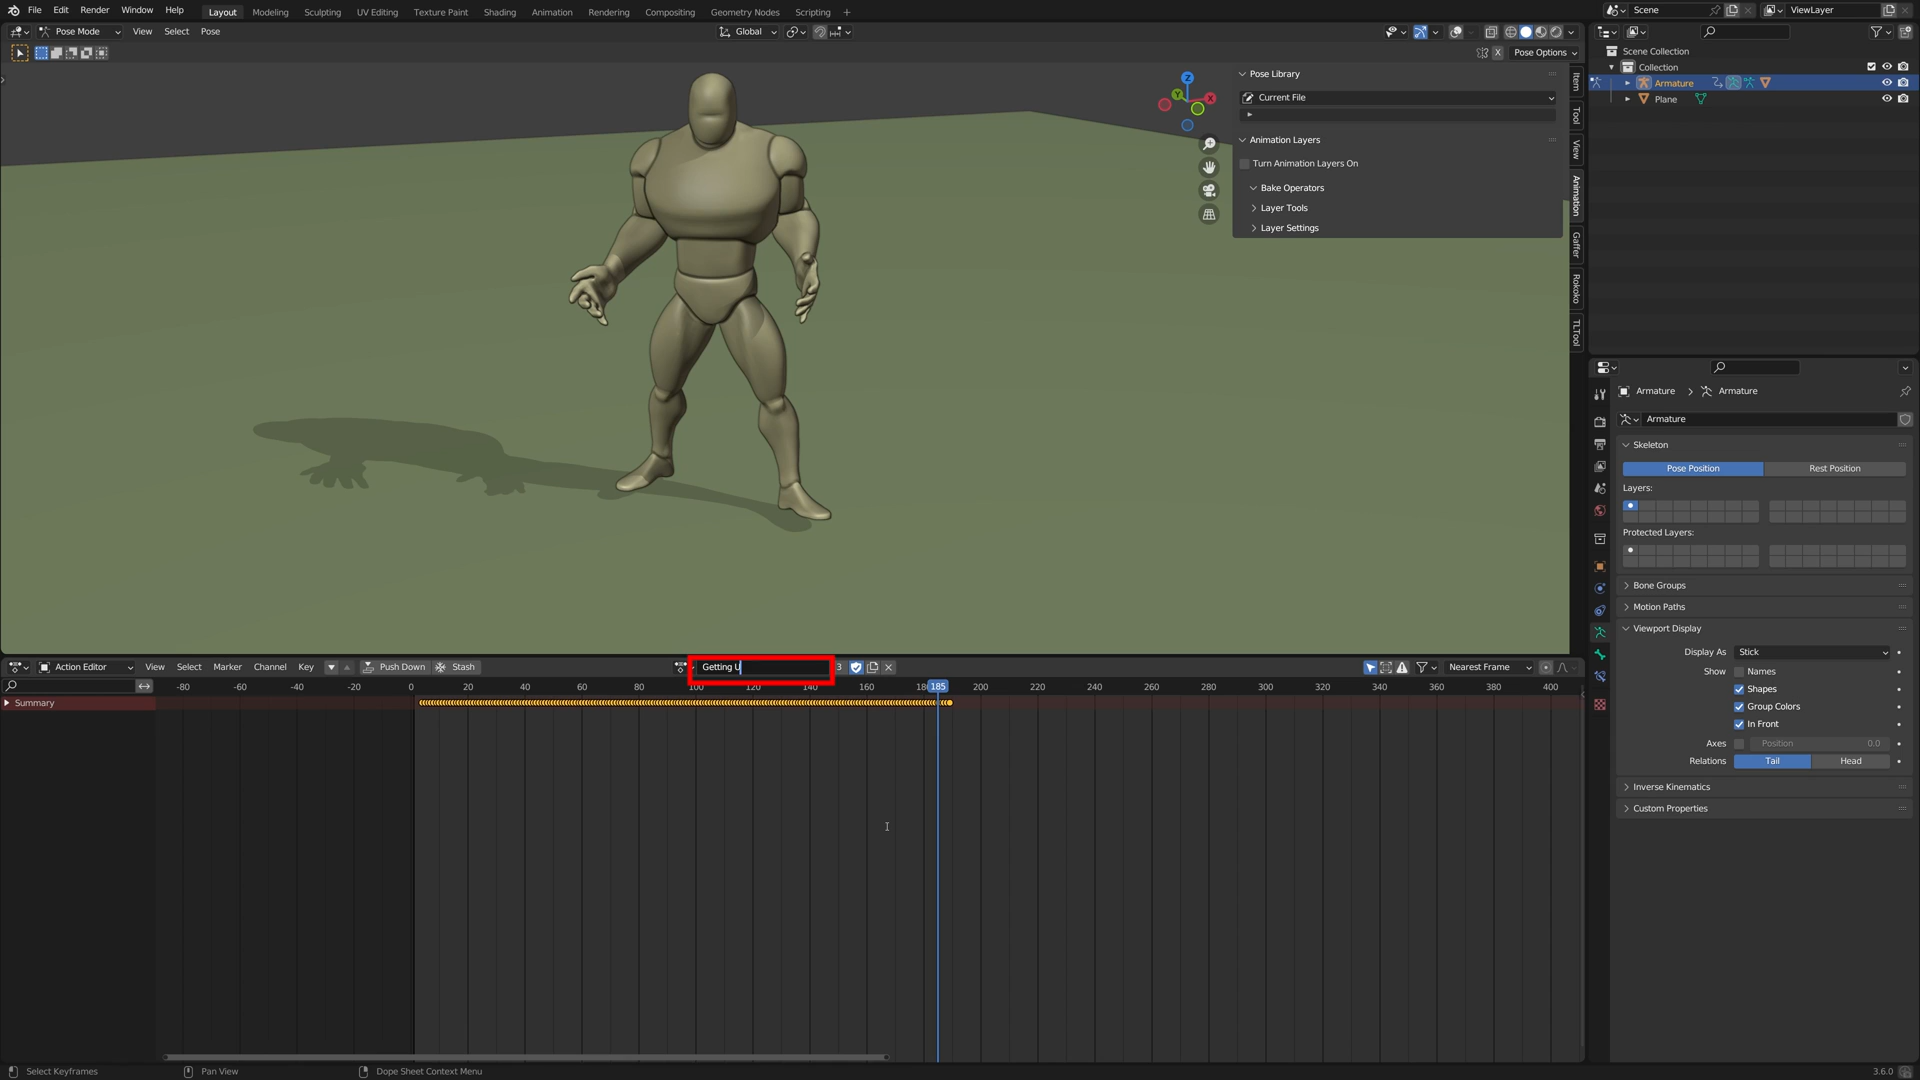 File Edit Render Window Help Layout Modeling Sculpting UV Editing Texture Paint Shading Animation Rendering Compositing Geometry Nodes Scripting + Scene ViewLayer
Pose Mode View Select Pose Global
X Pose Options
Pose Library
Current File
Animation Layers
Turn Animation Layers On
Bake Operators
Layer Tools
Layer Settings
Z
Y
X
Item
Tool
View
Animation
Gaffer
Rokoko
TLTool
Scene Collection
Collection
Armature
Plane
Armature > Armature
Armature
Skeleton
Pose Position Rest Position
Layers:
Protected Layers:
Bone Groups
Motion Paths
Viewport Display
Display As Stick
Show Names
Shapes
Group Colors
In Front
Axes Position 0.0
Relations Tail Head
Inverse Kinematics
Custom Properties
Action Editor View Select Marker Channel Key Push Down Stash Getting U 3 Nearest Frame
-80 -60 -40 -20 0 20 40 60 80 100 120 140 160 18 185 200 220 240 260 280 300 320 340 360 380 400
Summary
Select Keyframes Pan View Dope Sheet Context Menu 3.6.0